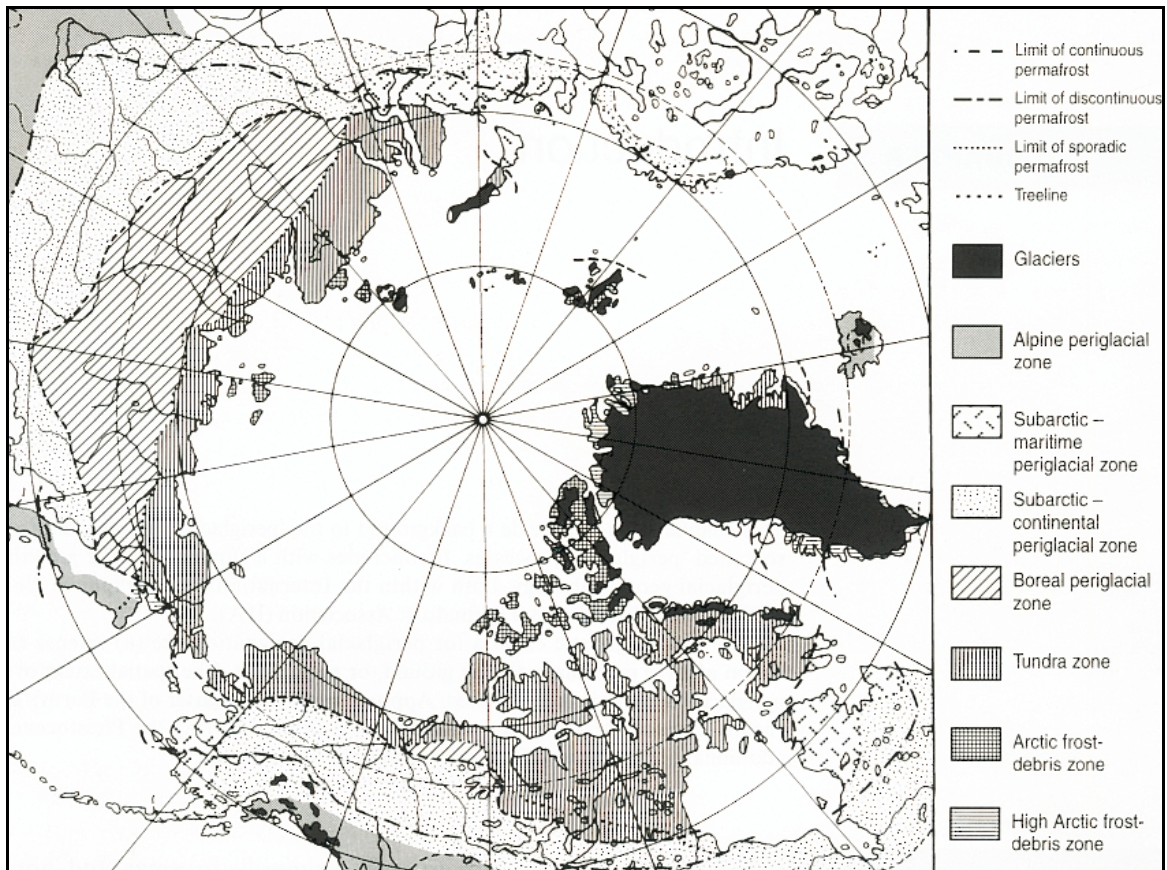 Limit of continuous
permafrost
Limit of discontinuous
permafrost
Limit of sporadic
permafrost
Treeline
Glaciers
Alpine periglacial
zone
Subarctic –
maritime
periglacial zone
Subarctic –
continental
periglacial zone
Boreal periglacial
zone
Tundra zone
Arctic frost-
debris zone
High Arctic frost-
debris zone